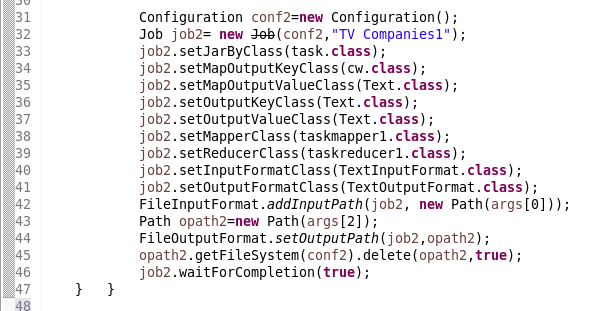 30
31 Configuration conf2=new Configuration();
32 Job job2= new Job(conf2,"TV Companies1");
33 job2.setJarByClass(task.class);
34 job2.setMapOutputKeyClass(cw.class);
35 job2.setMapOutputValueClass(Text.class);
36 job2.setOutputKeyClass(Text.class);
37 job2.setOutputValueClass(Text.class);
38 job2.setMapperClass(taskmapper1.class);
39 job2.setReducerClass(taskreducer1.class);
40 job2.setInputFormatClass(TextInputFormat.class);
41 job2.setOutputFormatClass(TextOutputFormat.class);
42 FileInputFormat.addInputPath(job2, new Path(args[0]));
43 Path opath2=new Path(args[2]);
44 FileOutputFormat.setOutputPath(job2,opath2);
45 opath2.getFileSystem(conf2).delete(opath2,true);
46 job2.waitForCompletion(true);
47 } }
48